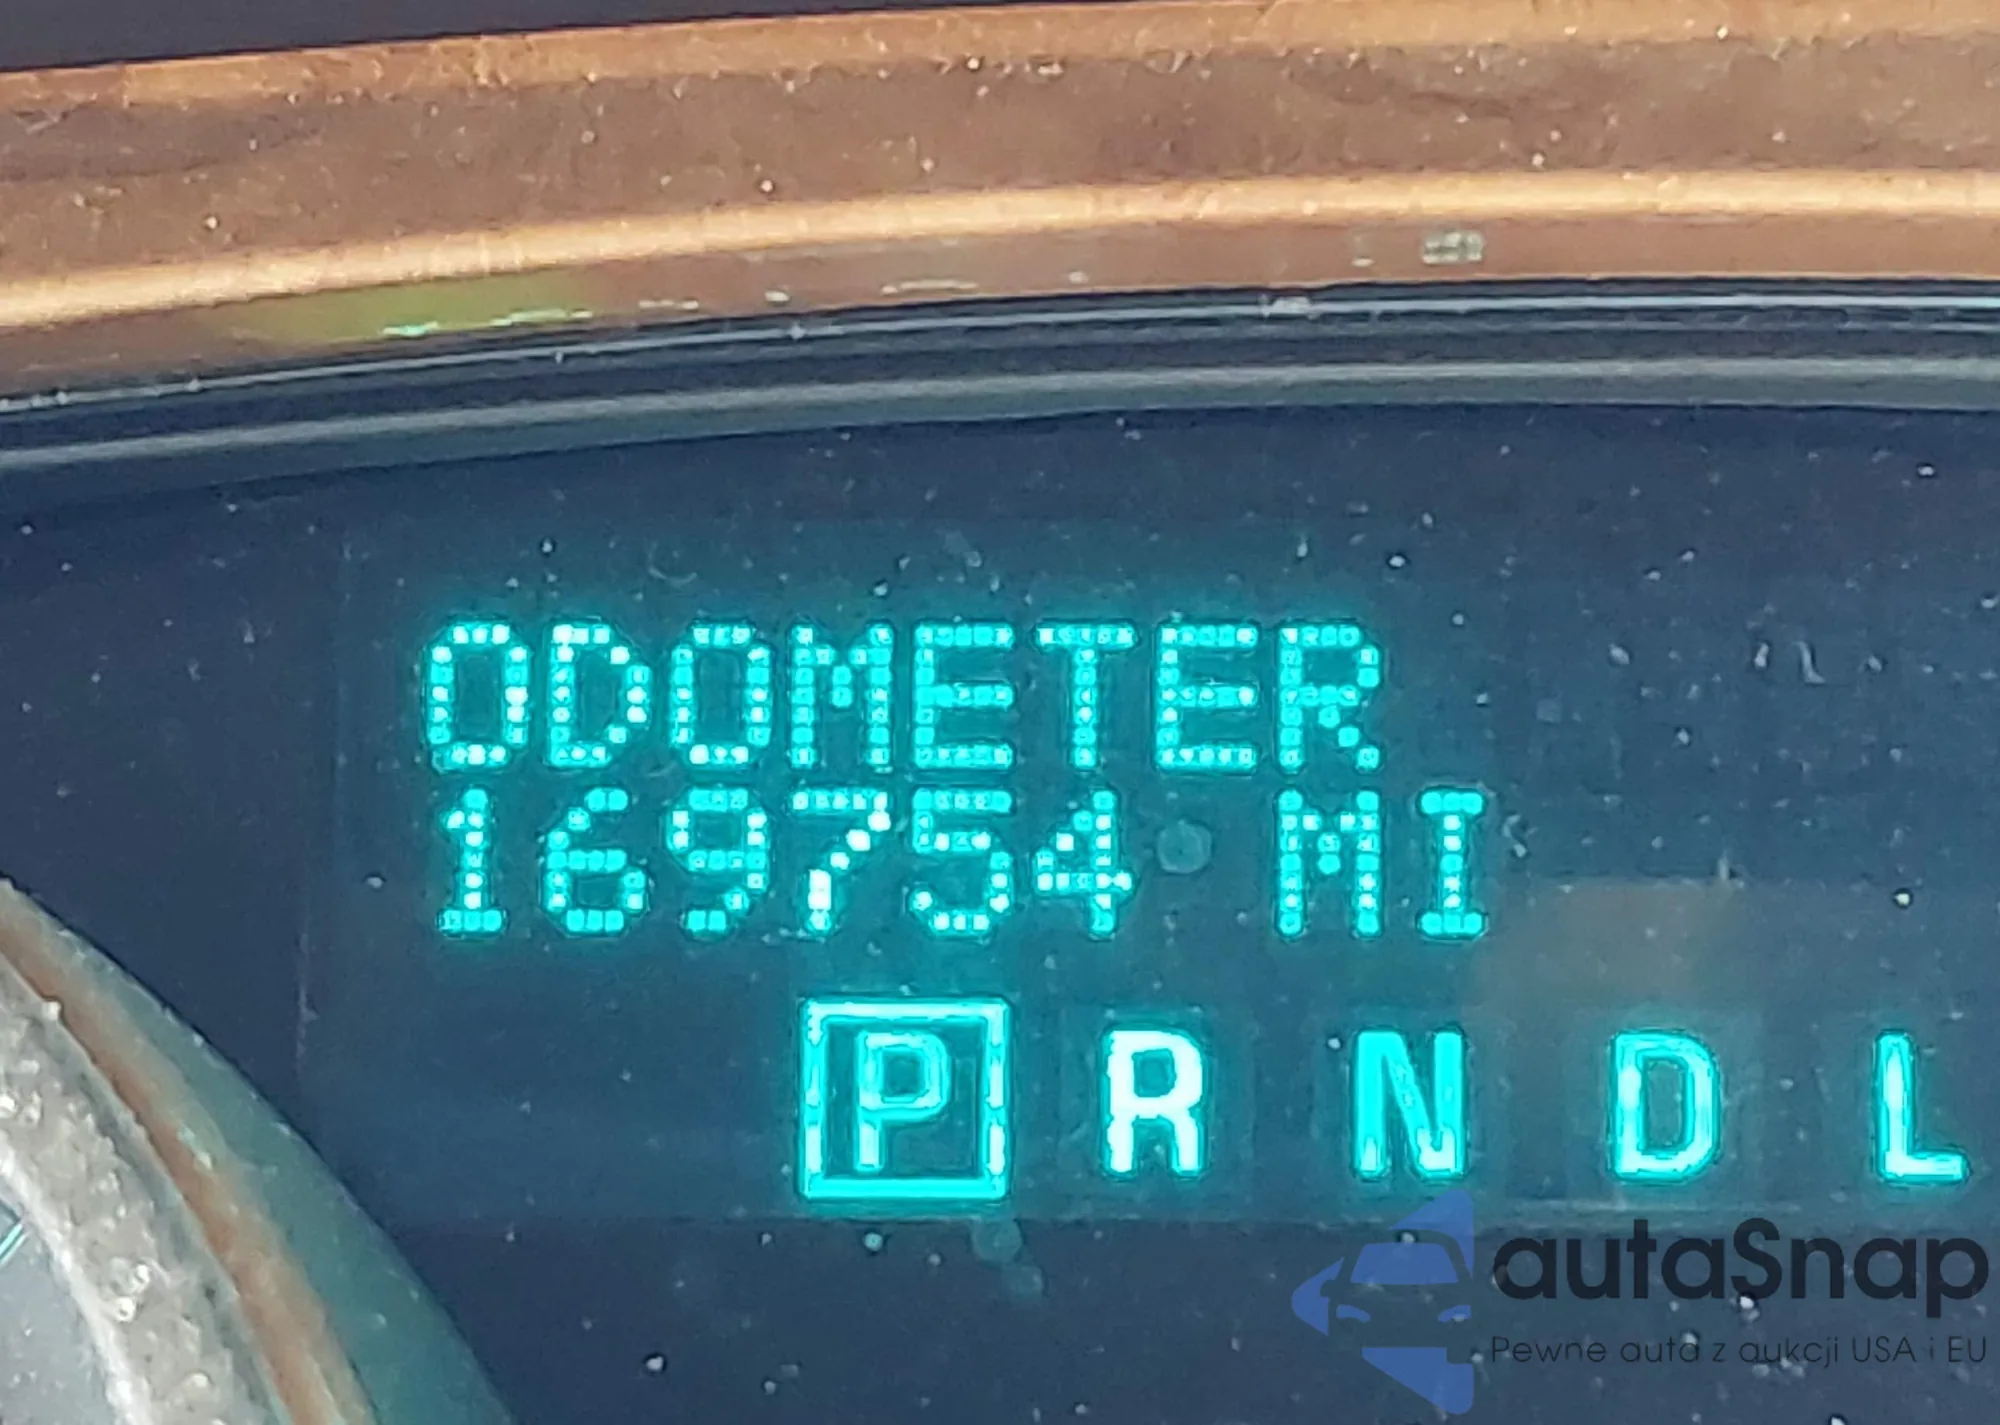 ODOMETER
169754 MI
P R N D L
autaSnap
Pewne auta z aukcji USA i EU